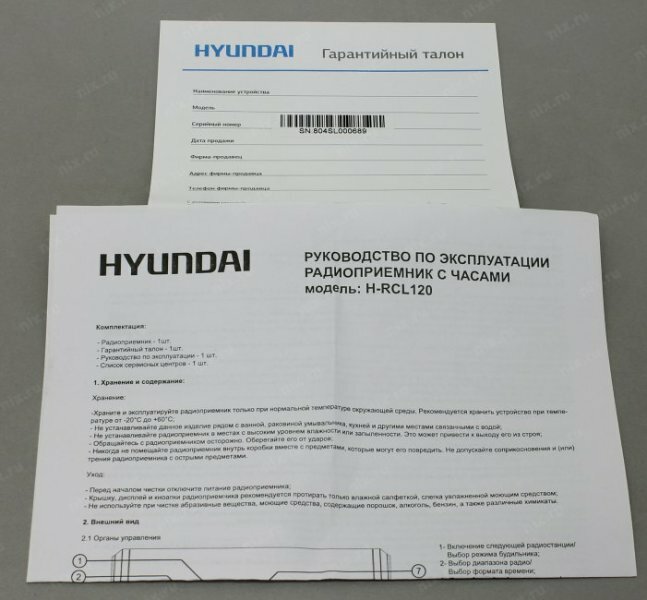 HYUNDAI Гарантийный талон
Наименование устройства
Модель
Серийный номер
SN:804SL000689
Дата продажи
Фирма-продавец
Адрес фирмы-продавца
Телефон фирмы-продавца
HYUNDAI
РУКОВОДСТВО ПО ЭКСПЛУАТАЦИИ
РАДИОПРИЕМНИК С ЧАСАМИ
модель: H-RCL120
Комплектация:
- Радиоприемник - 1шт.
- Гарантийный талон - 1шт.
- Руководство по эксплуатации - 1 шт.
- Список сервисных центров - 1 шт.
1. Хранение и содержание:
Хранение:
-Храните и эксплуатируйте радиоприемник только при нормальной температуре окружающей среды. Рекомендуется хранить устройство при темпе-
ратуре от -20°C до +60°C;
- Не устанавливайте данное изделия рядом с ванной, раковиной умывальника, кухней и другими местами связанными с водой;
- Не устанавливайте радиоприемник в местах с высоким уровнем влажности или запыленности. Это может привести к выходу его из строя;
- Обращайтесь с радиоприемником осторожно. Оберегайте его от ударов;
- Никогда не помещайте радиоприемник внутрь коробки вместе с предметами, которые могут его повредить. Не допускайте соприкосновения и (или)
трения радиоприемника с острыми предметами.
Уход:
- Перед началом чистки отключите питание радиоприемника;
- Крышку, дисплей и кнопки радиоприемника рекомендуется протирать только влажной салфеткой, слегка увлажненной моющим средством;
- Не используйте при чистке абразивные вещества, моющие средства, содержащие порошок, алкоголь, бензин, а также различные химикаты.
2. Внешний вид
2.1 Органы управления
1
2
7
1- Включение следующей радиостанции/
Выбор режима будильника;
2- Выбор диапазона радио/
Выбор формата времени;